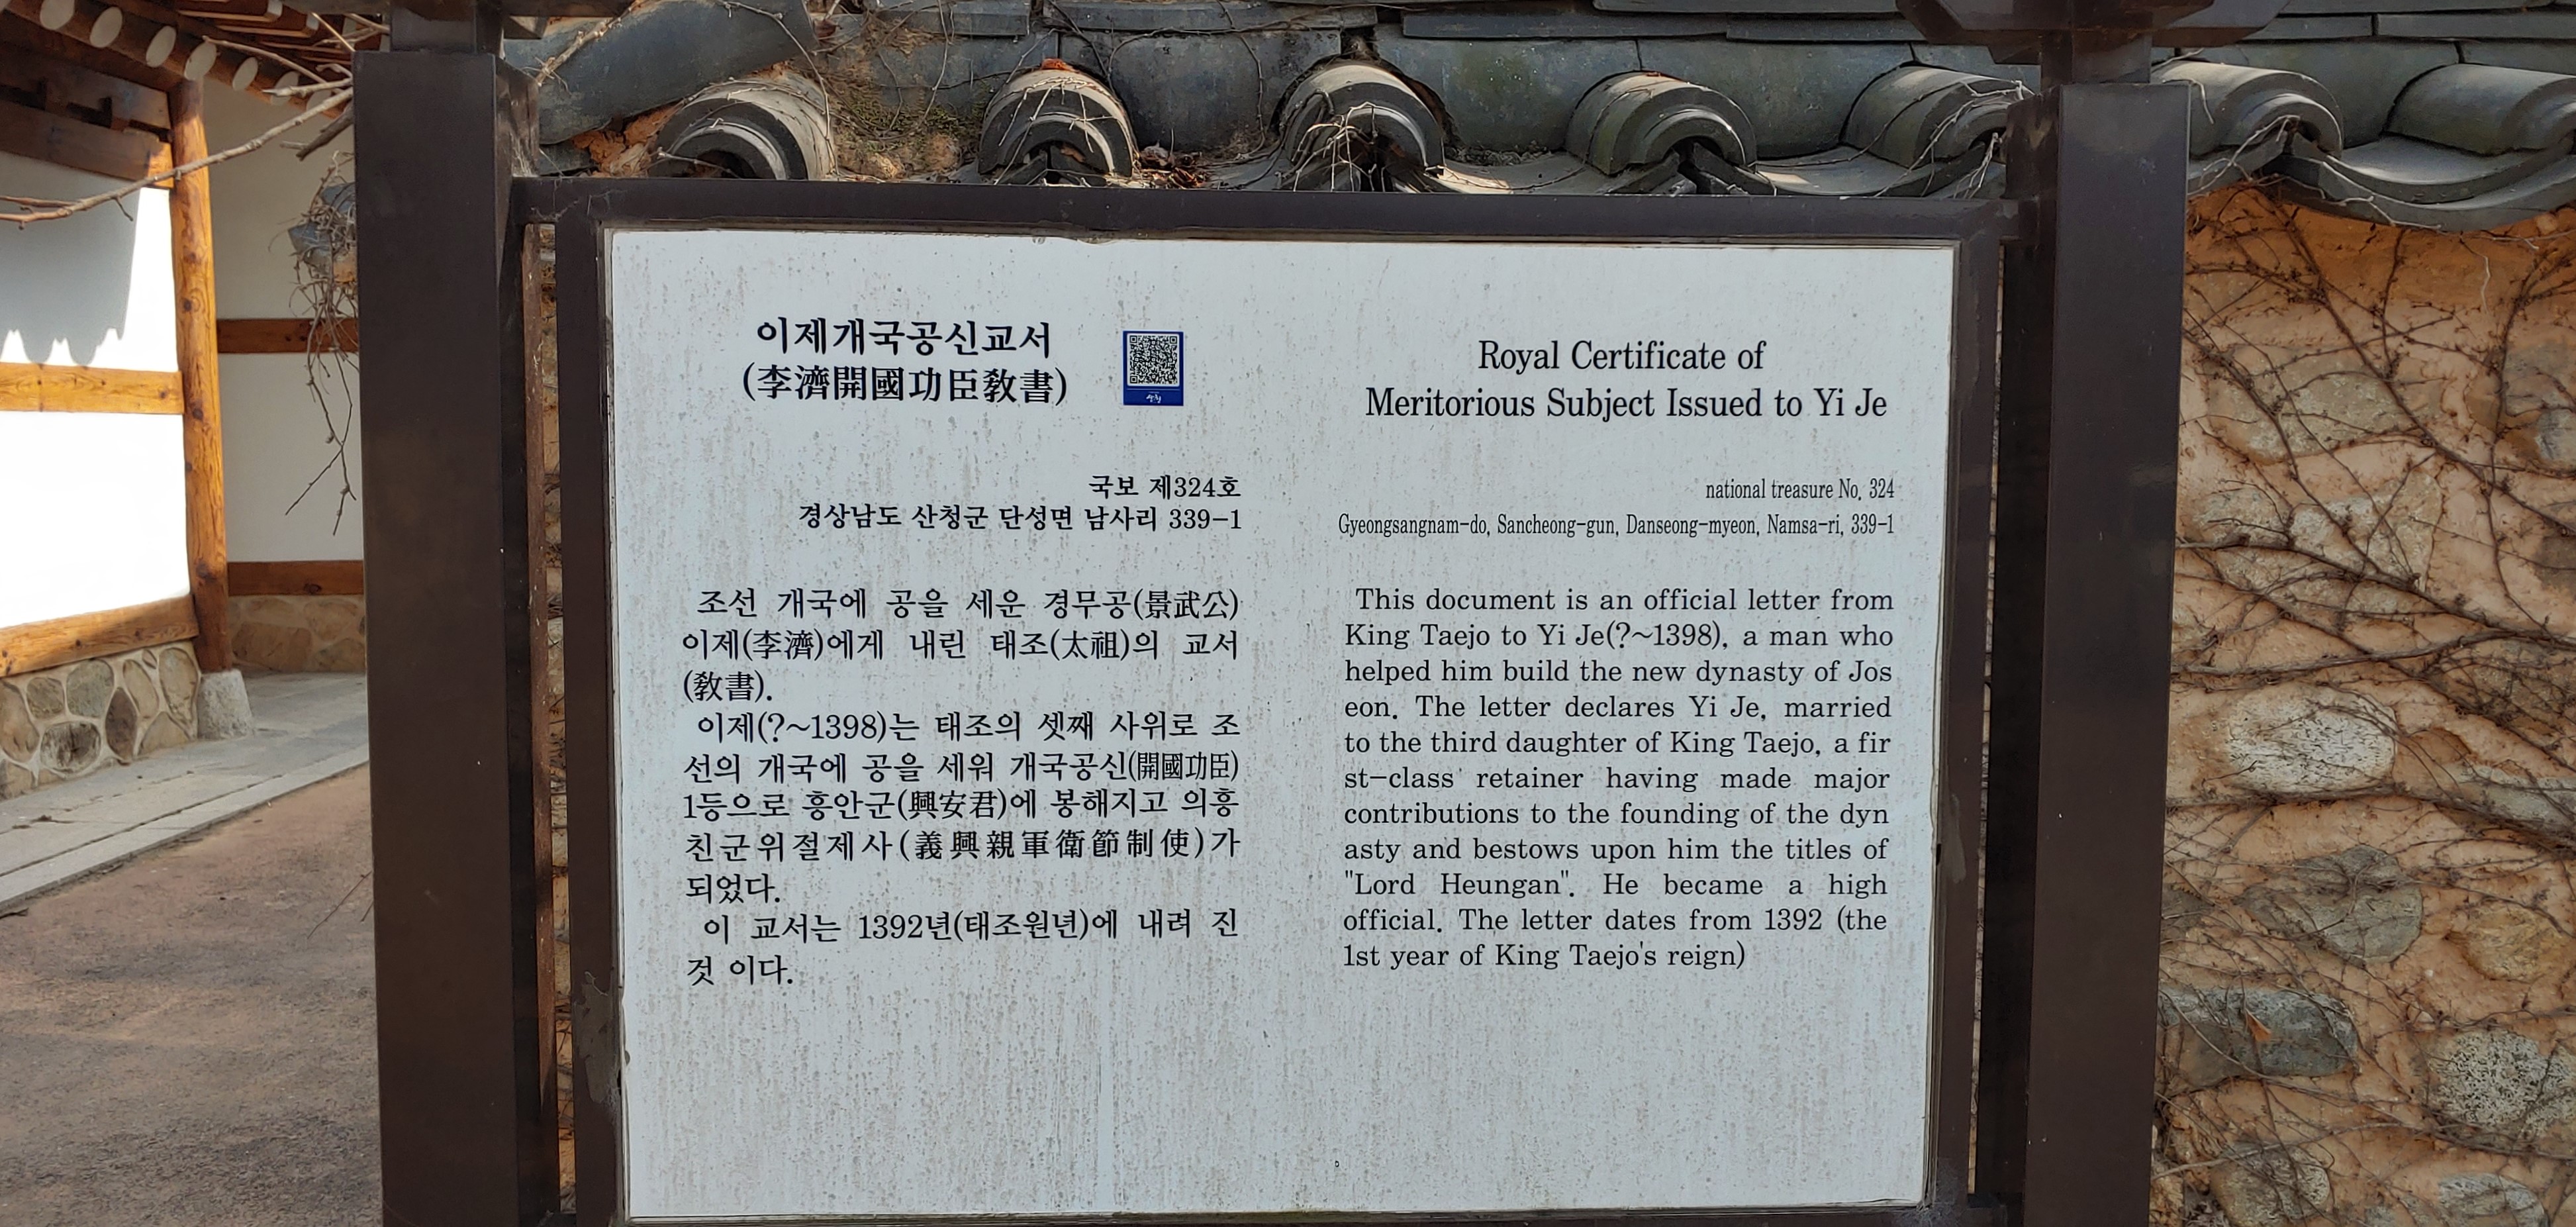 이제개국공신교서
(李濟開國功臣敎書)
국보 제324호
경상남도 산청군 단성면 남사리 339-1
조선 개국에 공을 세운 경무공(景武公)
이제(李濟)에게 내린 태조(太祖)의 교서
(敎書).
이제(?~1398)는 태조의 셋째 사위로 조
선의 개국에 공을 세워 개국공신(開國功臣)
1등으로 흥안군(興安君)에 봉해지고 의흥
친군위절제사(義興親軍衛節制使)가
되었다.
이 교서는 1392년(태조원년)에 내려 진
것 이다.
Royal Certificate of
Meritorious Subject Issued to Yi Je
national treasure No. 324
Gyeongsangnam-do, Sancheong-gun, Danseong-myeon, Namsa-ri, 339-1
This document is an official letter from
King Taejo to Yi Je(?~1398), a man who
helped him build the new dynasty of Jos
eon. The letter declares Yi Je, married
to the third daughter of King Taejo, a fir
st-class retainer having made major
contributions to the founding of the dyn
asty and bestows upon him the titles of
"Lord Heungan". He became a high
official. The letter dates from 1392 (the
1st year of King Taejo's reign)